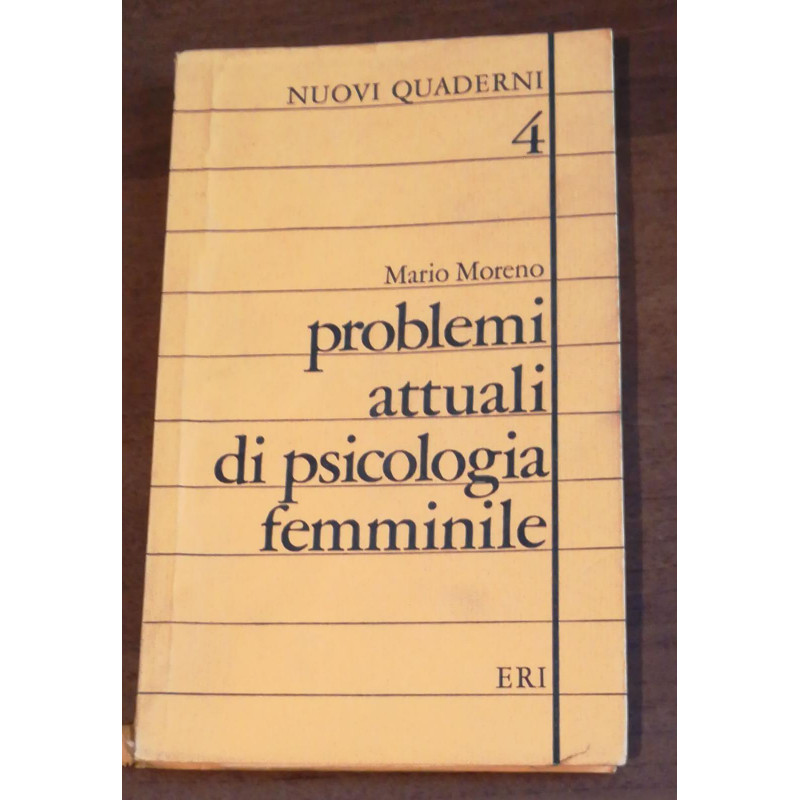 NUOVI QUADERNI
4
Mario Moreno
problemi
attuali
di psicologia
femminile
ERI